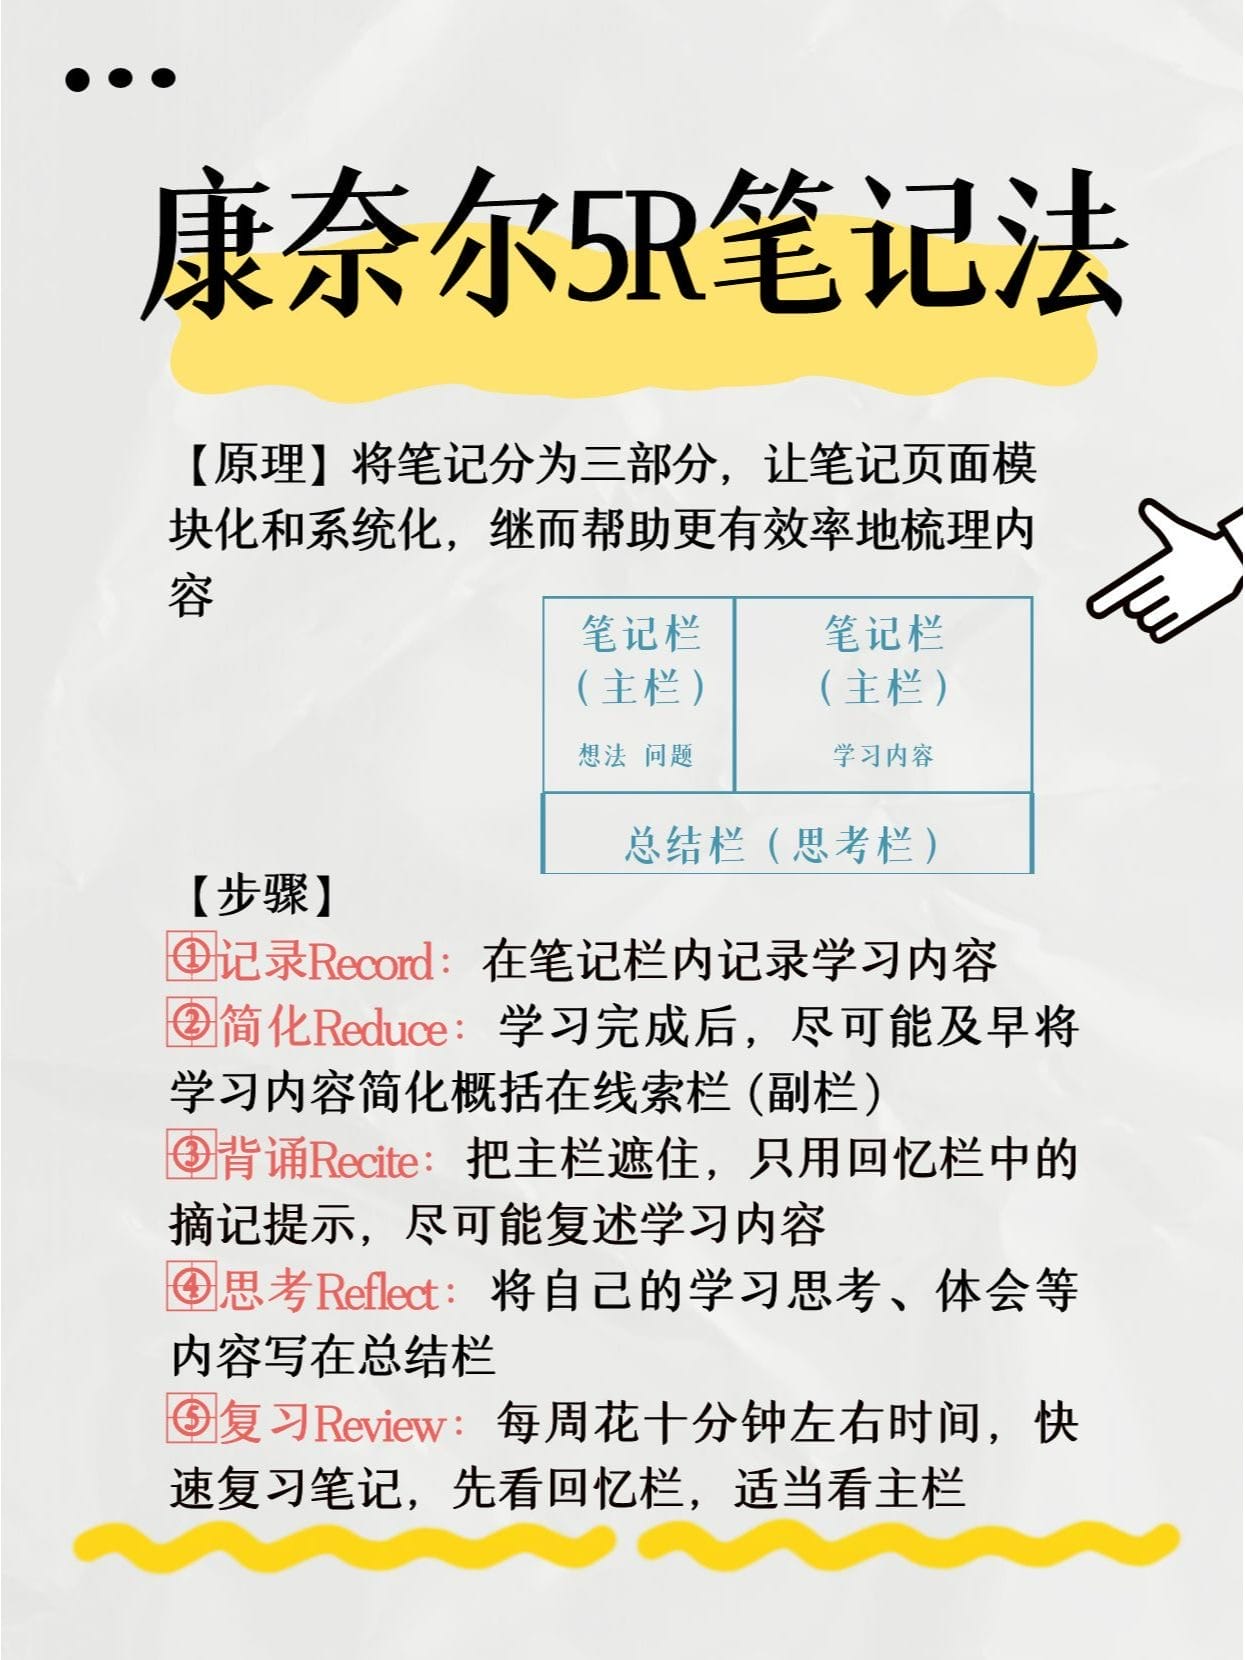 康奈尔5R笔记法
【原理】将笔记分为三部分，让笔记页面模
块化和系统化，继而帮助更有效率地梳理内
容
笔记栏
（主栏）
想法 问题
笔记栏
（主栏）
学习内容
总结栏（思考栏）
【步骤】
①记录Record：在笔记栏内记录学习内容
②简化Reduce：学习完成后，尽可能及早将
学习内容简化概括在线索栏（副栏）
③背诵Recite：把主栏遮住，只用回忆栏中的
摘记提示，尽可能复述学习内容
④思考Reflect：将自己的学习思考、体会等
内容写在总结栏
⑤复习Review：每周花十分钟左右时间，快
速复习笔记，先看回忆栏，适当看主栏